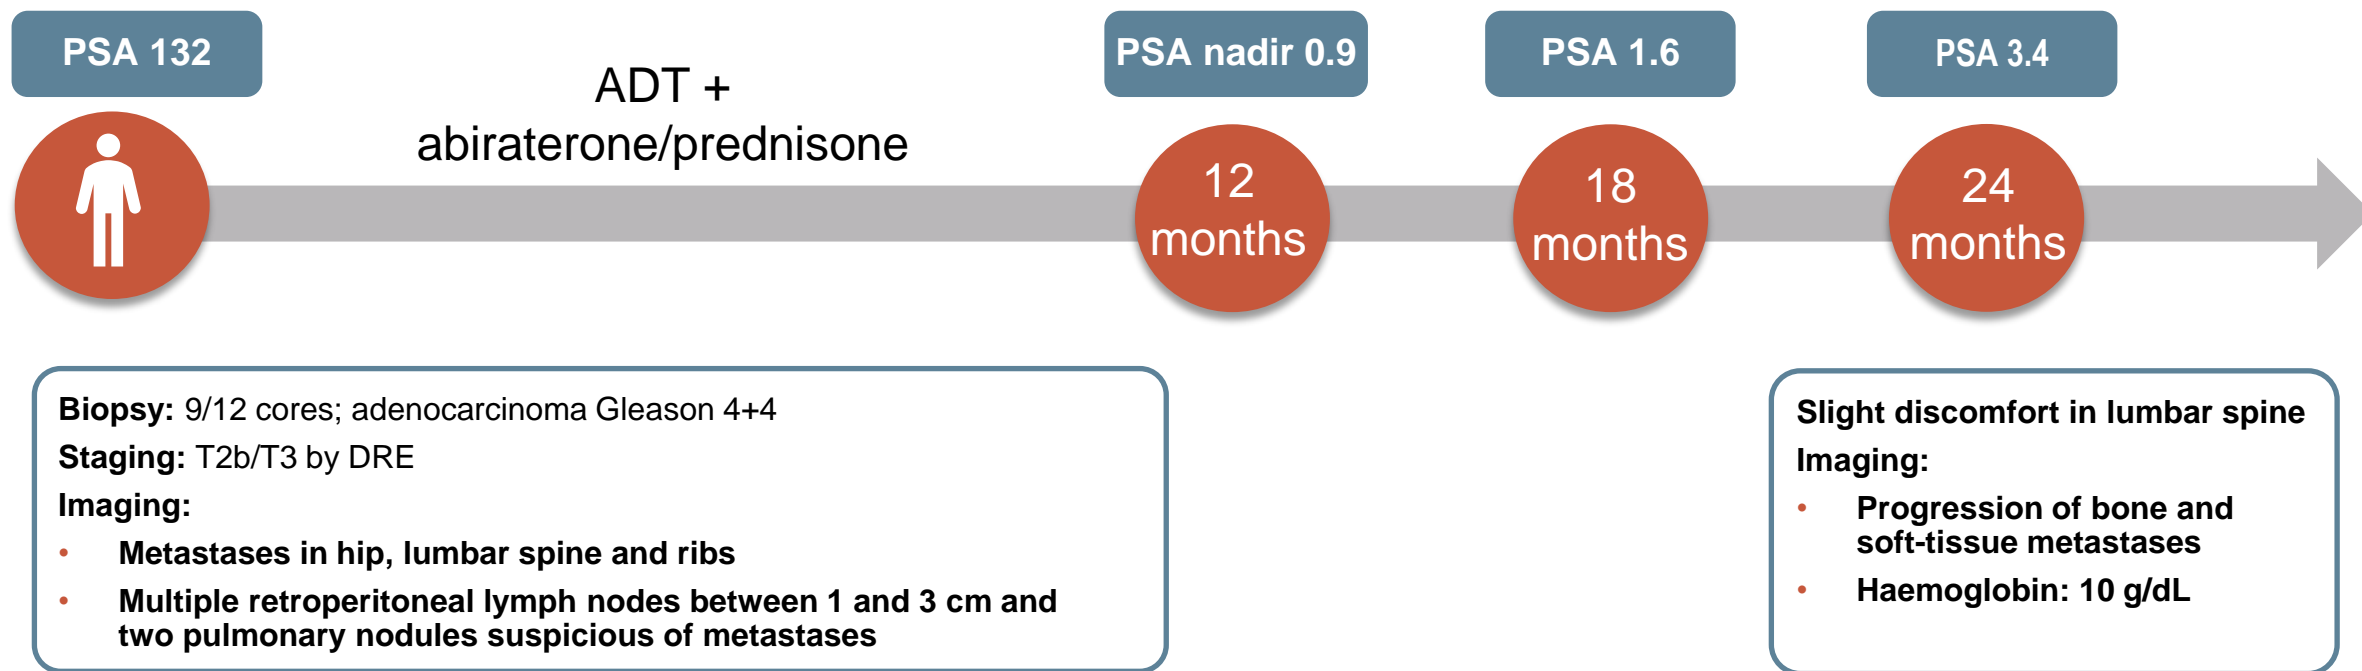 PSA 132
ADT +
abiraterone/prednisone
PSA nadir 0.9
PSA 1.6
PSA 3.4
12
months
18
months
24
months
Biopsy: 9/12 cores; adenocarcinoma Gleason 4+4
Staging: T2b/T3 by DRE
Imaging:
• Metastases in hip, lumbar spine and ribs
• Multiple retroperitoneal lymph nodes between 1 and 3 cm and
two pulmonary nodules suspicious of metastases
Slight discomfort in lumbar spine
Imaging:
• Progression of bone and
soft-tissue metastases
• Haemoglobin: 10 g/dL